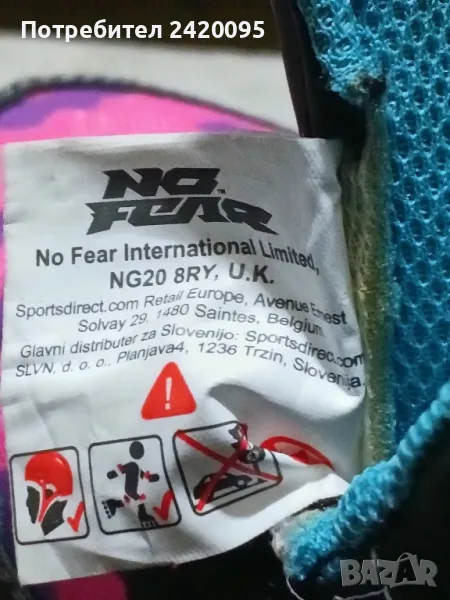 Потребител 2420095
NO FEAR
No Fear International Limited,
NG20 8RY, U.K.
Sportsdirect.com Retail Europe, Avenue Ernest
Solvay 29, 1480 Saintes, Belgium
Glavni distributer za Slovenijo: Sportsdirect.com
SLVN, d. o. o., Planjava4, 1236 Trzin, Slovenija
BAZAR